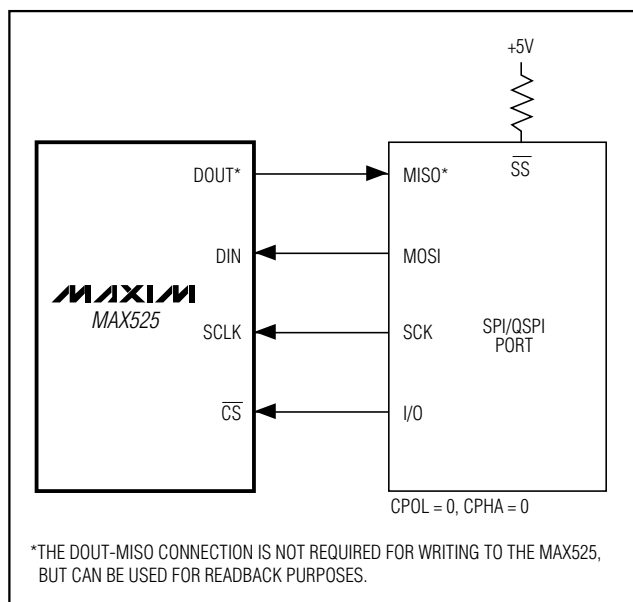 +5V
SS
DOUT* MISO*
DIN MOSI
MAXIM
MAX525
SCLK SCK
SPI/QSPI
PORT
CS I/O
CPOL = 0, CPHA = 0
*THE DOUT-MISO CONNECTION IS NOT REQUIRED FOR WRITING TO THE MAX525,
BUT CAN BE USED FOR READBACK PURPOSES.